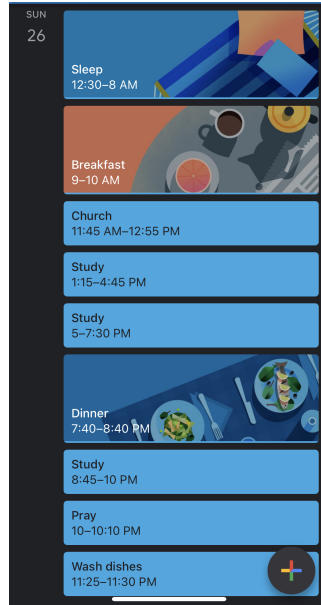 SUN
26
Sleep
12:30–8 AM
Breakfast
9–10 AM
Church
11:45 AM–12:55 PM
Study
1:15–4:45 PM
Study
5–7:30 PM
Dinner
7:40–8:40 PM
Study
8:45–10 PM
Pray
10–10:10 PM
Wash dishes
11:25–11:30 PM